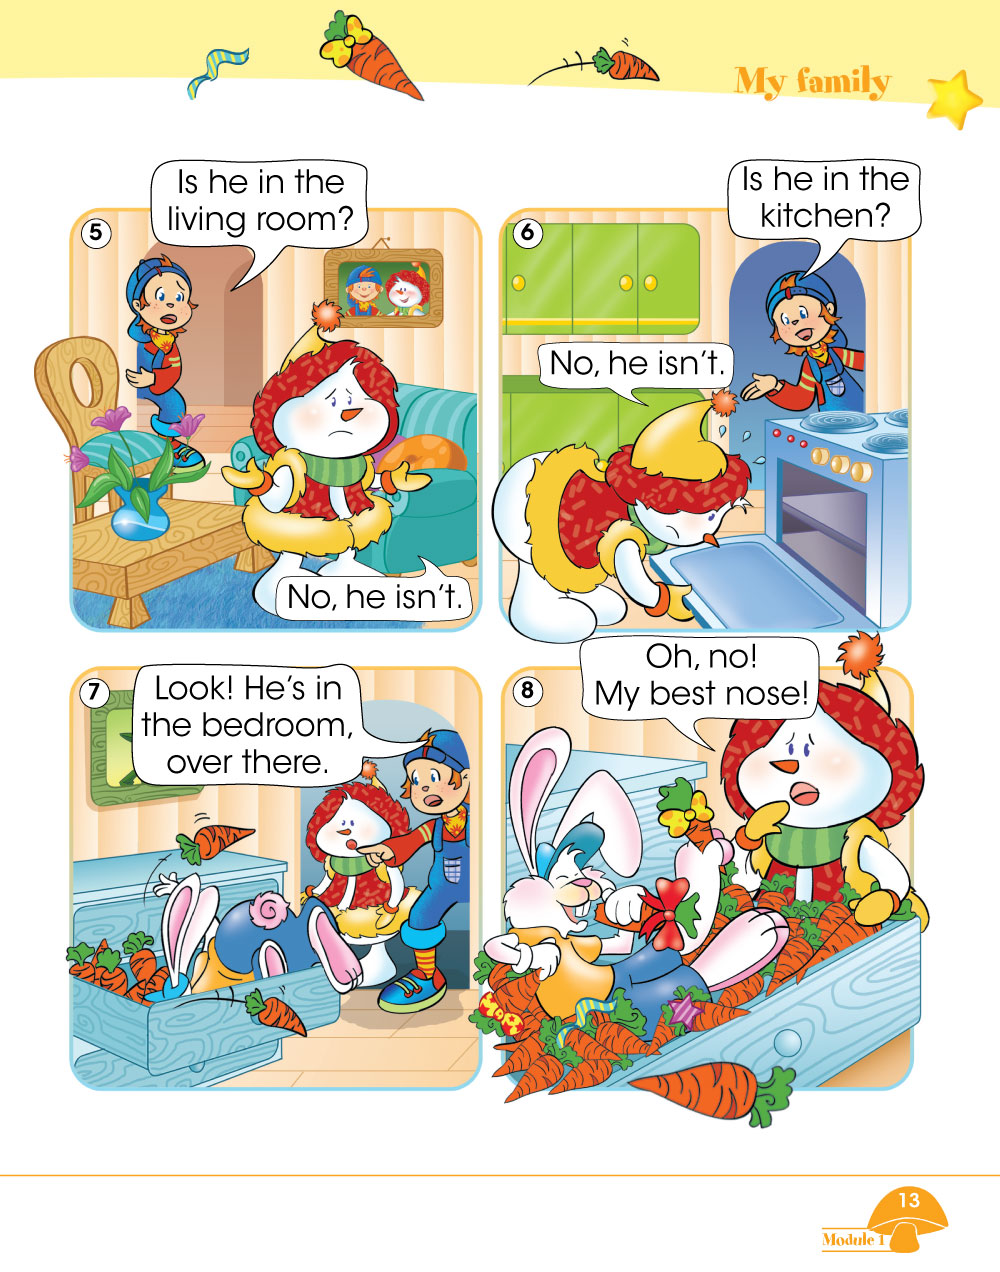 My family
5
Is he in the
living room?
No, he isn't.
6
Is he in the
kitchen?
No, he isn't.
7
Look! He's in
the bedroom,
over there.
8
Oh, no!
My best nose!
13
Module 1